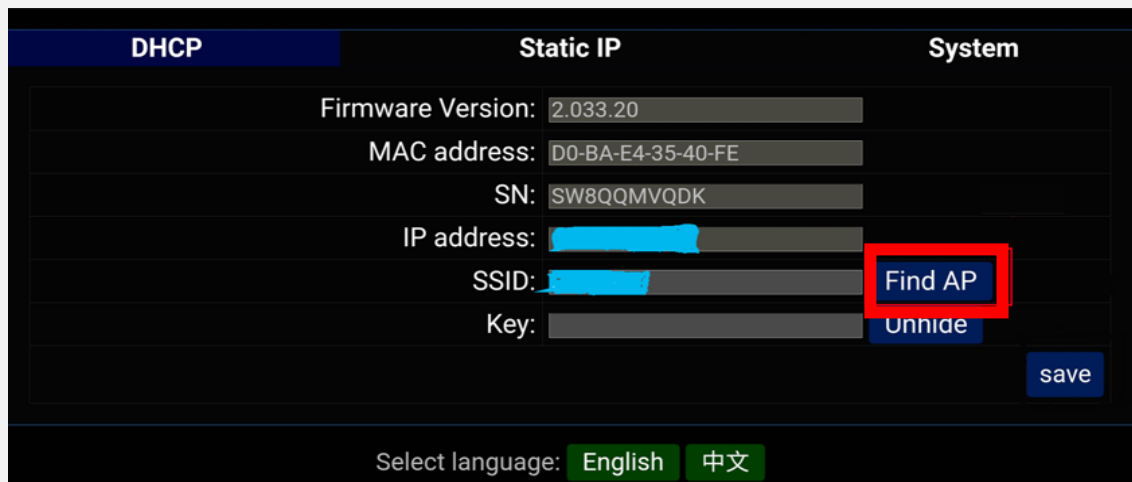 DHCP Static IP System
Firmware Version: 2.033.20
MAC address: D0-BA-E4-35-40-FE
SN: SW8QQMVQDK
IP address:
SSID: Find AP
Key: Unhide
save
Select language: English 中文